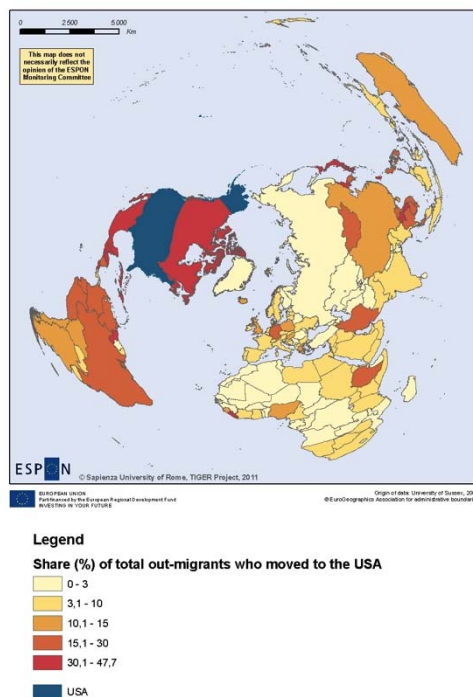 0 2 500 5 000
Km
This map does not
necessarily reflect the
opinion of the ESPON
Monitoring Committee
ESPON
© Sapienza University of Rome, TIGER Project, 2011
EUROPEAN UNION
Part-financed by the European Regional Development Fund
INVESTING IN YOUR FUTURE
Origin of data: University of Sussex, 20
© EuroGeographics Association for administrative boundari
Legend
Share (%) of total out-migrants who moved to the USA
0 - 3
3,1 - 10
10,1 - 15
15,1 - 30
30,1 - 47,7
USA